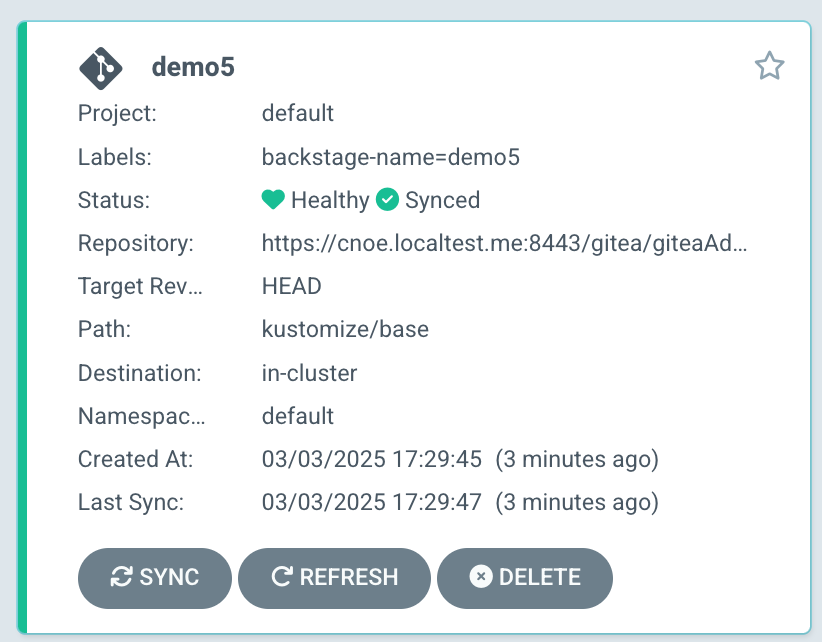 demo5
Project: default
Labels: backstage-name=demo5
Status: Healthy Synced
Repository: https://cnoe.localtest.me:8443/gitea/giteaAd...
Target Rev... HEAD
Path: kustomize/base
Destination: in-cluster
Namespac... default
Created At: 03/03/2025 17:29:45 (3 minutes ago)
Last Sync: 03/03/2025 17:29:47 (3 minutes ago)
SYNC REFRESH DELETE